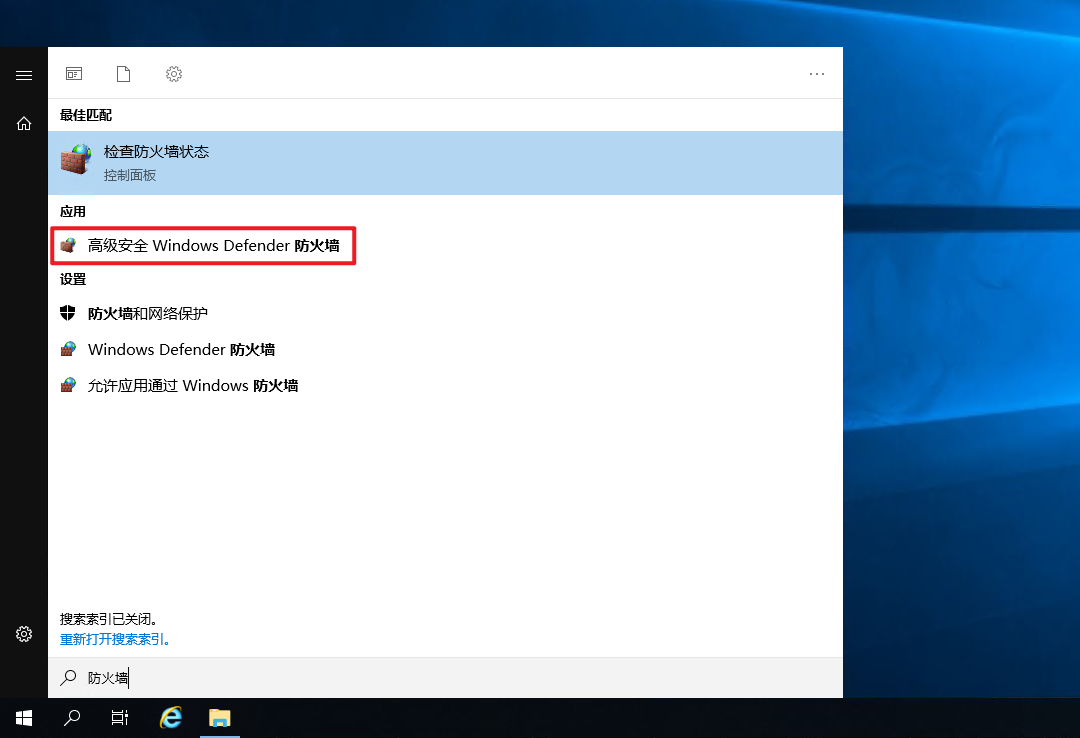 最佳匹配
检查防火墙状态
控制面板
应用
高级安全 Windows Defender 防火墙
设置
防火墙和网络保护
Windows Defender 防火墙
允许应用通过 Windows 防火墙
搜索索引已关闭。
重新打开搜索索引。
防火墙